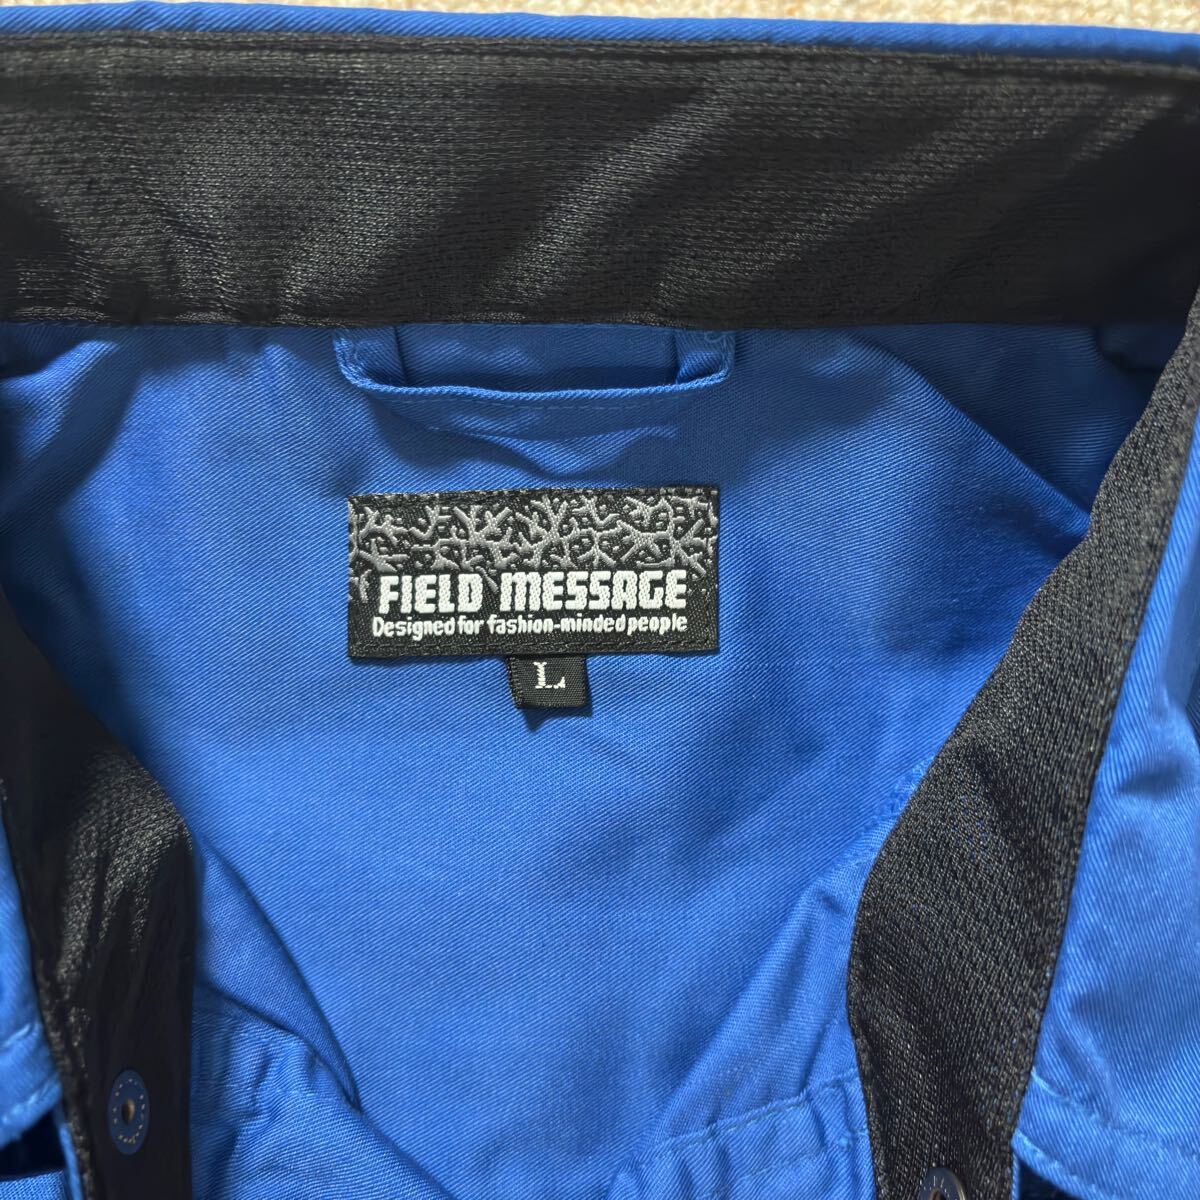 FIELD MESSAGE
Designed for fashion-minded people
L